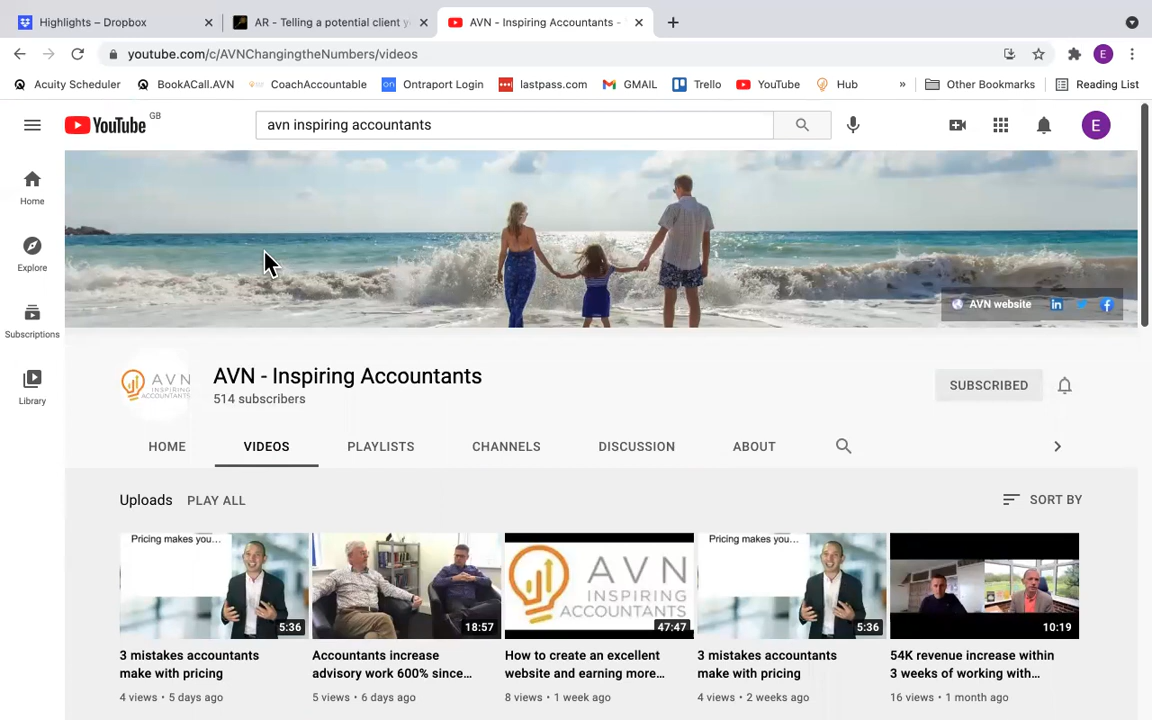 Highlights – Dropbox
AR - Telling a potential client y
AVN - Inspiring Accountants -
youtube.com/c/AVNChangingtheNumbers/videos
E
Acuity Scheduler
BookACall.AVN
CoachAccountable
on Ontraport Login
lastpass.com
GMAIL
Trello
YouTube
Hub
»
Other Bookmarks
Reading List
YouTube GB
avn inspiring accountants
E
Home
Explore
Subscriptions
Library
AVN website
AVN
INSPIRING
ACCOUNTANTS
AVN - Inspiring Accountants
514 subscribers
SUBSCRIBED
HOME
VIDEOS
PLAYLISTS
CHANNELS
DISCUSSION
ABOUT
Uploads
PLAY ALL
SORT BY
Pricing makes you...
5:36
3 mistakes accountants
make with pricing
4 views • 5 days ago
18:57
Accountants increase
advisory work 600% since...
5 views • 6 days ago
AVN
INSPIRING
ACCOUNTANTS
47:47
How to create an excellent
website and earning more...
8 views • 1 week ago
Pricing makes you...
5:36
3 mistakes accountants
make with pricing
4 views • 2 weeks ago
10:19
54K revenue increase within
3 weeks of working with...
16 views • 1 month ago